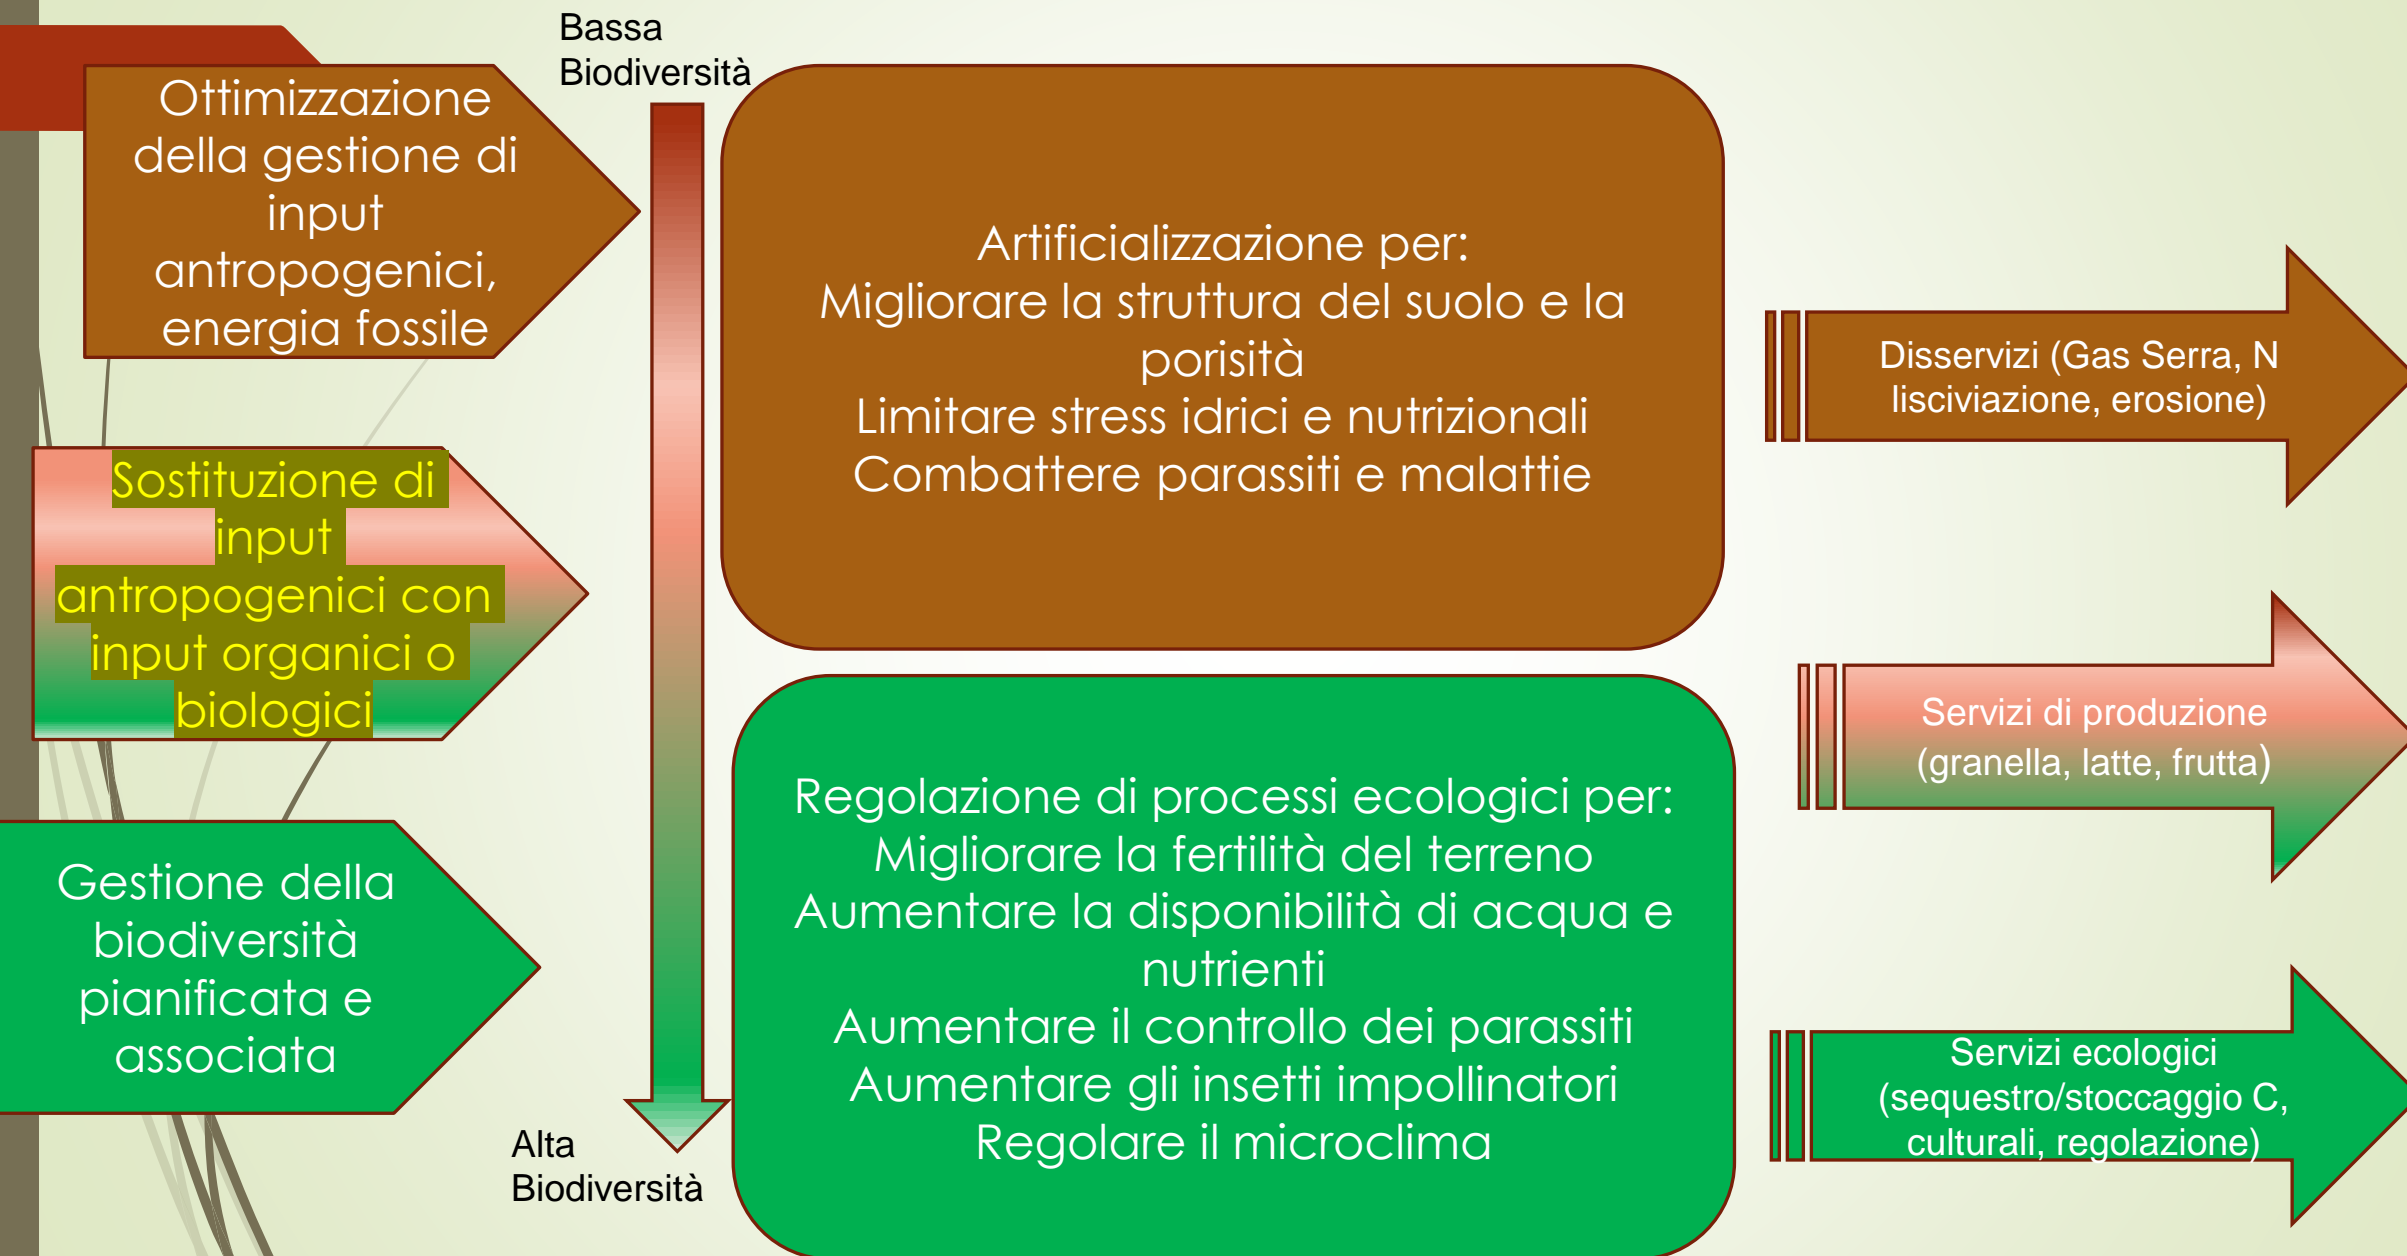 Bassa
Biodiversità
Ottimizzazione
della gestione di
input
antropogenici,
energia fossile
Sostituzione di
input
antropogenici con
input organici o
biologici
Gestione della
biodiversità
pianificata e
associata
Alta
Biodiversità
Artificializzazione per:
Migliorare la struttura del suolo e la
porisità
Limitare stress idrici e nutrizionali
Combattere parassiti e malattie
Regolazione di processi ecologici per:
Migliorare la fertilità del terreno
Aumentare la disponibilità di acqua e
nutrienti
Aumentare il controllo dei parassiti
Aumentare gli insetti impollinatori
Regolare il microclima
Disservizi (Gas Serra, N
lisciviazione, erosione)
Servizi di produzione
(granella, latte, frutta)
Servizi ecologici
(sequestro/stoccaggio C,
culturali, regolazione)